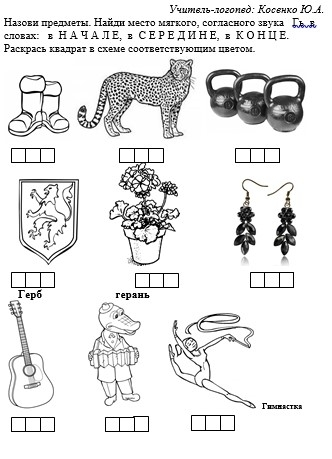 Учитель-логопед: Косенко Ю.А.
Назови предметы. Найди место мягкого, согласного звука Гь в
словах: в НАЧАЛЕ, в СЕРЕДИНЕ, в КОНЦЕ.
Раскрась квадрат в схеме соответствующим цветом.
Герб
герань
Гимнастка